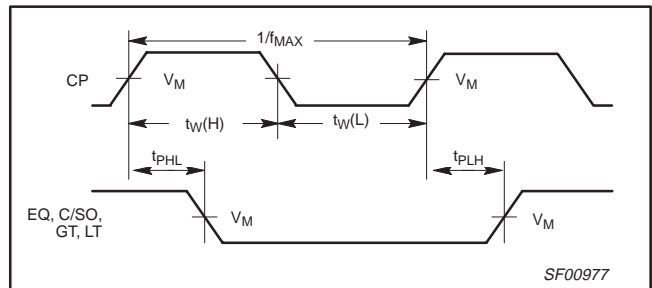 1/fMAX
CP
VM
VM
tW(H)
tW(L)
tPHL
tPLH
EQ, C/SO,
GT, LT
VM
VM
SF00977